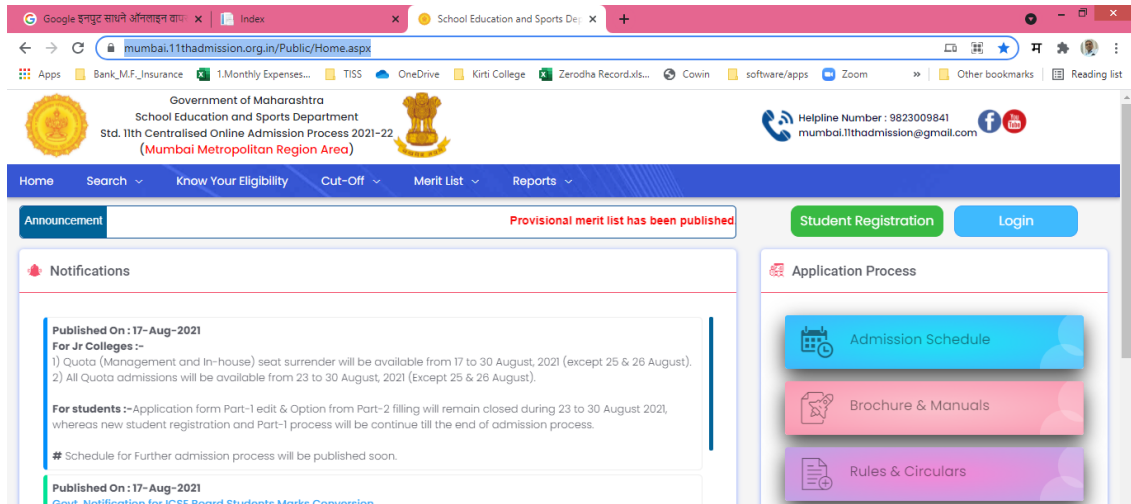 Google इनपुट साधने ऑनलाइन वाप
Index
School Education and Sports Dep
mumbai.11thadmission.org.in/Public/Home.aspx
म
Apps
Bank_M.F._Insurance
1.Monthly Expenses...
TISS
OneDrive
Kirti College
Zerodha Record.xls...
Cowin
software/apps
Zoom
»
Other bookmarks
Reading list
Government of Maharashtra
School Education and Sports Department
Std. 11th Centralised Online Admission Process 2021-22
(Mumbai Metropolitan Region Area)
Helpline Number : 9823009841
mumbai.11thadmission@gmail.com
Home
Search
Know Your Eligibility
Cut-Off
Merit List
Reports
Announcement
Provisional merit list has been published.
Student Registration
Login
Notifications
Published On : 17-Aug-2021
For Jr Colleges :-
1) Quota (Management and In-house) seat surrender will be available from 17 to 30 August, 2021 (except 25 & 26 August).
2) All Quota admissions will be available from 23 to 30 August, 2021 (Except 25 & 26 August).
For students :-Application form Part-1 edit & Option from Part-2 filling will remain closed during 23 to 30 August 2021,
whereas new student registration and Part-1 process will be continue till the end of admission process.
# Schedule for Further admission process will be published soon.
Published On : 17-Aug-2021
Govt. Notification for ICSE Board Students Marks Conversion
Application Process
Admission Schedule
Brochure & Manuals
Rules & Circulars